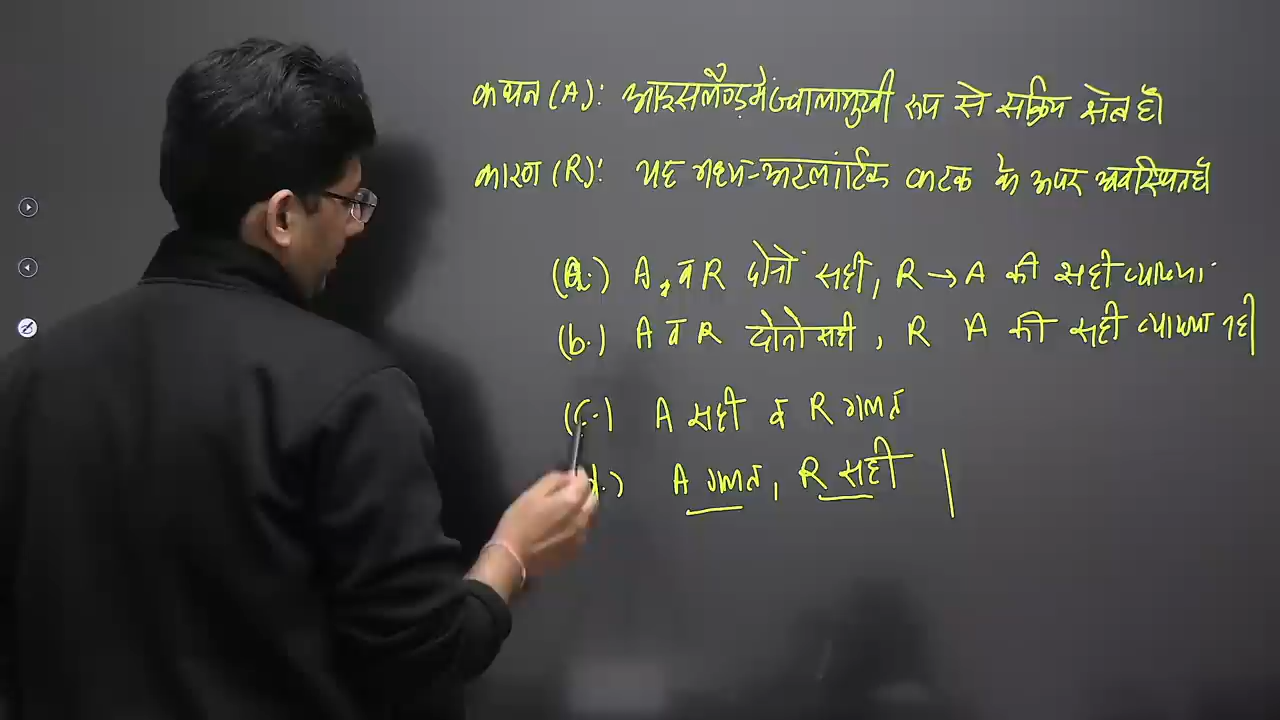 कथन (A): आइसलैण्ड में ज्वालामुखी रूप से सक्रिय क्षेत्र है।
कारण (R): यह मध्य-अटलांटिक कटक के ऊपर अवस्थित है
(a.) A व R दोनों सही, R → A की सही व्याख्या
(b.) A व R दोनो सही, R A की सही व्याख्या नही
(c.) A सही व R गलत
(d.) A गलत, R सही